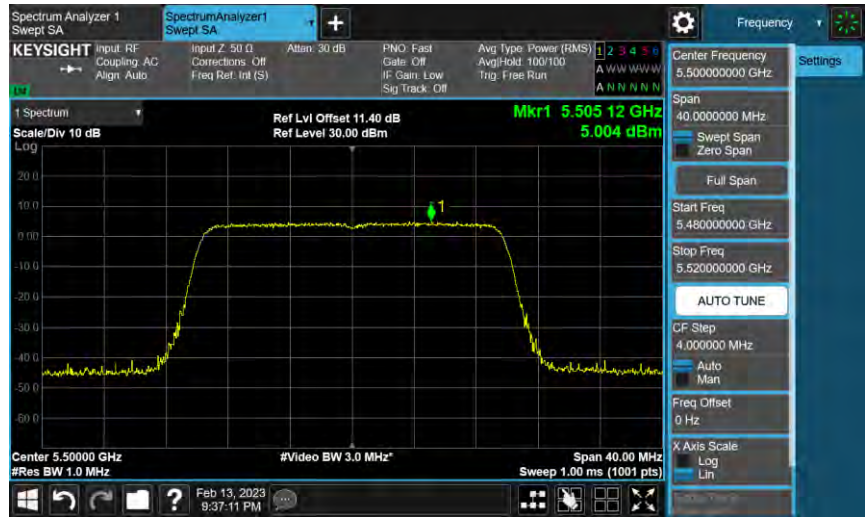 Spectrum Analyzer 1
Swept SA
SpectrumAnalyzer1
Swept SA
+
Frequency
KEYSIGHT
Input: RF
Coupling: AC
Align: Auto
Input Z: 50 Ω
Corrections: Off
Freq Ref: Int (S)
Atten: 30 dB
PNO: Fast
Gate: Off
IF Gain: Low
Sig Track: Off
Avg Type: Power (RMS)
Avg|Hold: 100/100
Trig: Free Run
1 2 3 4 5 6
A W W W W W
A N N N N N
1 Spectrum
Scale/Div 10 dB
Ref Lvl Offset 11.40 dB
Ref Level 30.00 dBm
Mkr1 5.505 12 GHz
5.004 dBm
Log
20.0
10.0
0.00
-10.0
-20.0
-30.0
-40.0
-50.0
-60.0
1
Center 5.50000 GHz
#Res BW 1.0 MHz
#Video BW 3.0 MHz*
Span 40.00 MHz
Sweep 1.00 ms (1001 pts)
?
Feb 13, 2023
9:37:11 PM
Center Frequency
5.500000000 GHz
Settings
Span
40.0000000 MHz
Swept Span
Zero Span
Full Span
Start Freq
5.480000000 GHz
Stop Freq
5.520000000 GHz
AUTO TUNE
CF Step
4.000000 MHz
Auto
Man
Freq Offset
0 Hz
X Axis Scale
Log
Lin